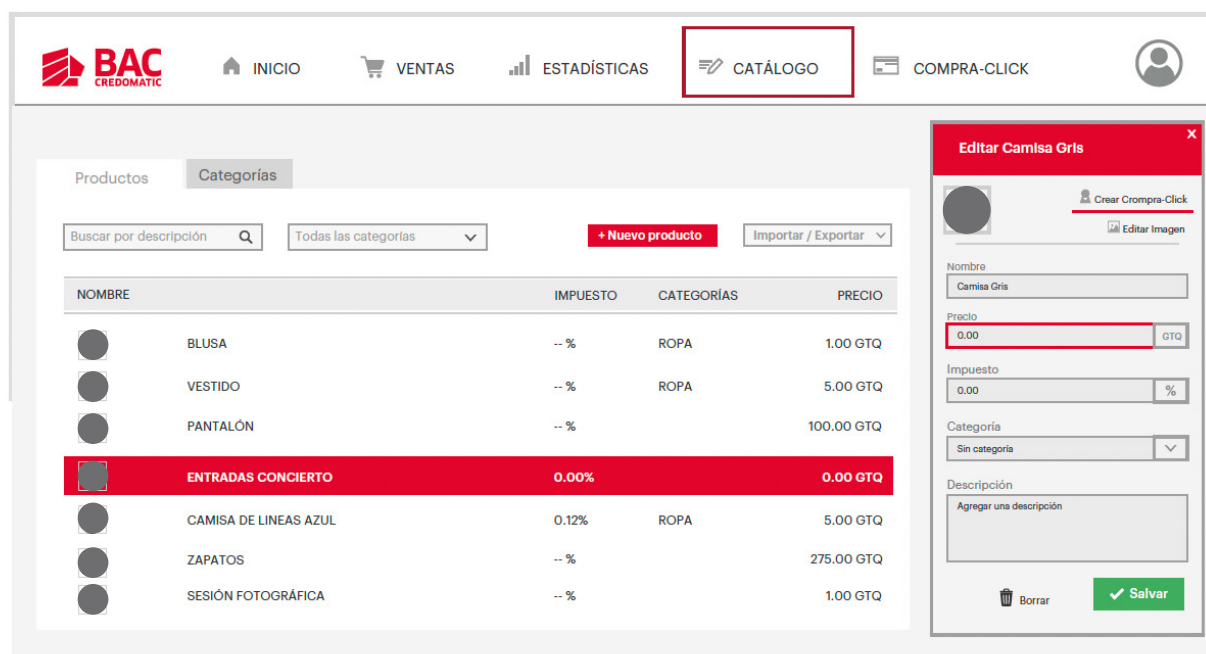 BAC
CREDOMATIC
INICIO
VENTAS
ESTADÍSTICAS
CATÁLOGO
COMPRA-CLICK
Productos
Categorías
Buscar por descripción
Todas las categorías
+ Nuevo producto
Importar / Exportar
NOMBRE IMPUESTO CATEGORÍAS PRECIO
BLUSA -- % ROPA 1.00 GTQ
VESTIDO -- % ROPA 5.00 GTQ
PANTALÓN -- % 100.00 GTQ
ENTRADAS CONCIERTO 0.00% 0.00 GTQ
CAMISA DE LINEAS AZUL 0.12% ROPA 5.00 GTQ
ZAPATOS -- % 275.00 GTQ
SESIÓN FOTOGRÁFICA -- % 1.00 GTQ
x
Editar Camisa Gris
Crear Crompra-Click
Editar Imagen
Nombre
Camisa Gris
Precio
0.00 GTQ
Impuesto
0.00 %
Categoría
Sin categoría
Descripción
Agregar una descripción
Borrar
Salvar